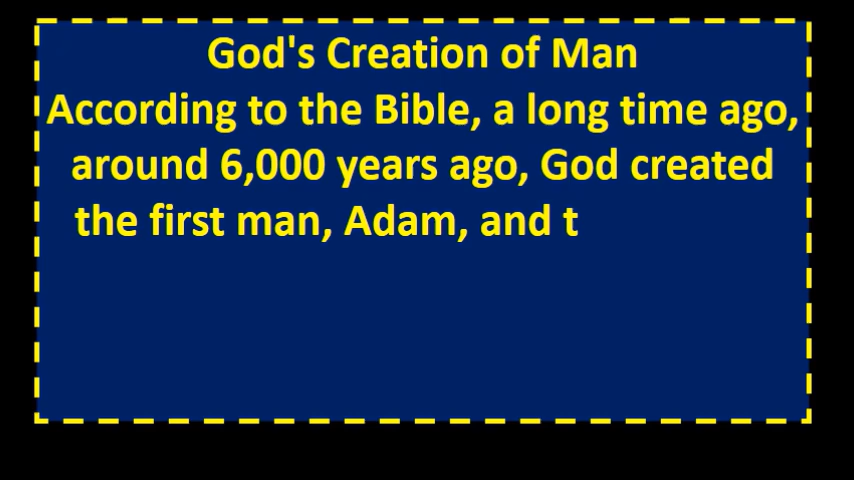 God's Creation of Man
According to the Bible, a long time ago,
around 6,000 years ago, God created
the first man, Adam, and t